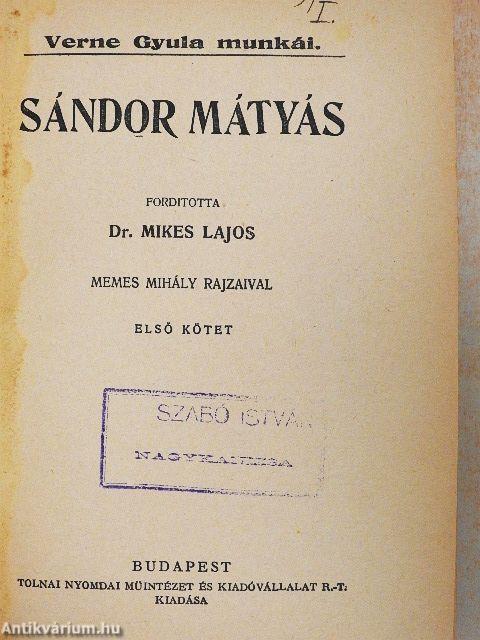 I.
Verne Gyula munkái.
SÁNDOR MÁTYÁS
FORDITOTTA
Dr. MIKES LAJOS
MEMES MIHÁLY RAJZAIVAL
ELSŐ KÖTET
SZABÓ ISTVÁN
NAGYKANIZSA
BUDAPEST
TOLNAI NYOMDAI MŰINTÉZET ÉS KIADÓVÁLLALAT R.-T.
KIADÁSA
Antikvárium.hu